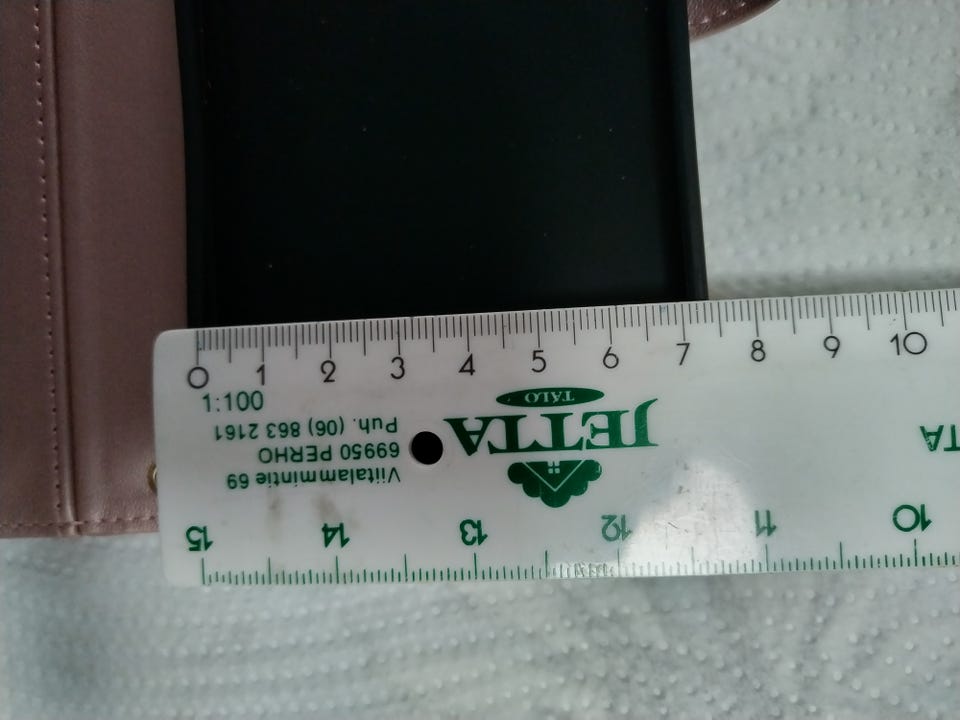 0 1 2 3 4 5 6 7 8 9 10
1:100
JETTA
TALO
Viitalammintie 69
69950 PERHO
Puh. (06) 863 2161
TA
15 14 13 12 11 10